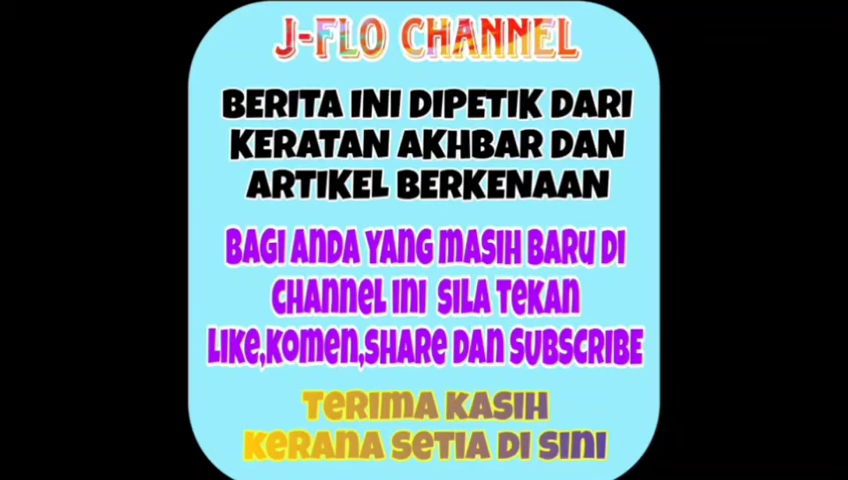 J-FLO CHANNEL
BERITA INI DIPETIK DARI
KERATAN AKHBAR DAN
ARTIKEL BERKENAAN
BAGI ANDA YANG MASIH BARU DI
CHANNEL INI SILA TEKAN
LIKE,KOMEN,SHARE DAN SUBSCRIBE
TERIMA KASIH
KERANA SETIA DI SINI